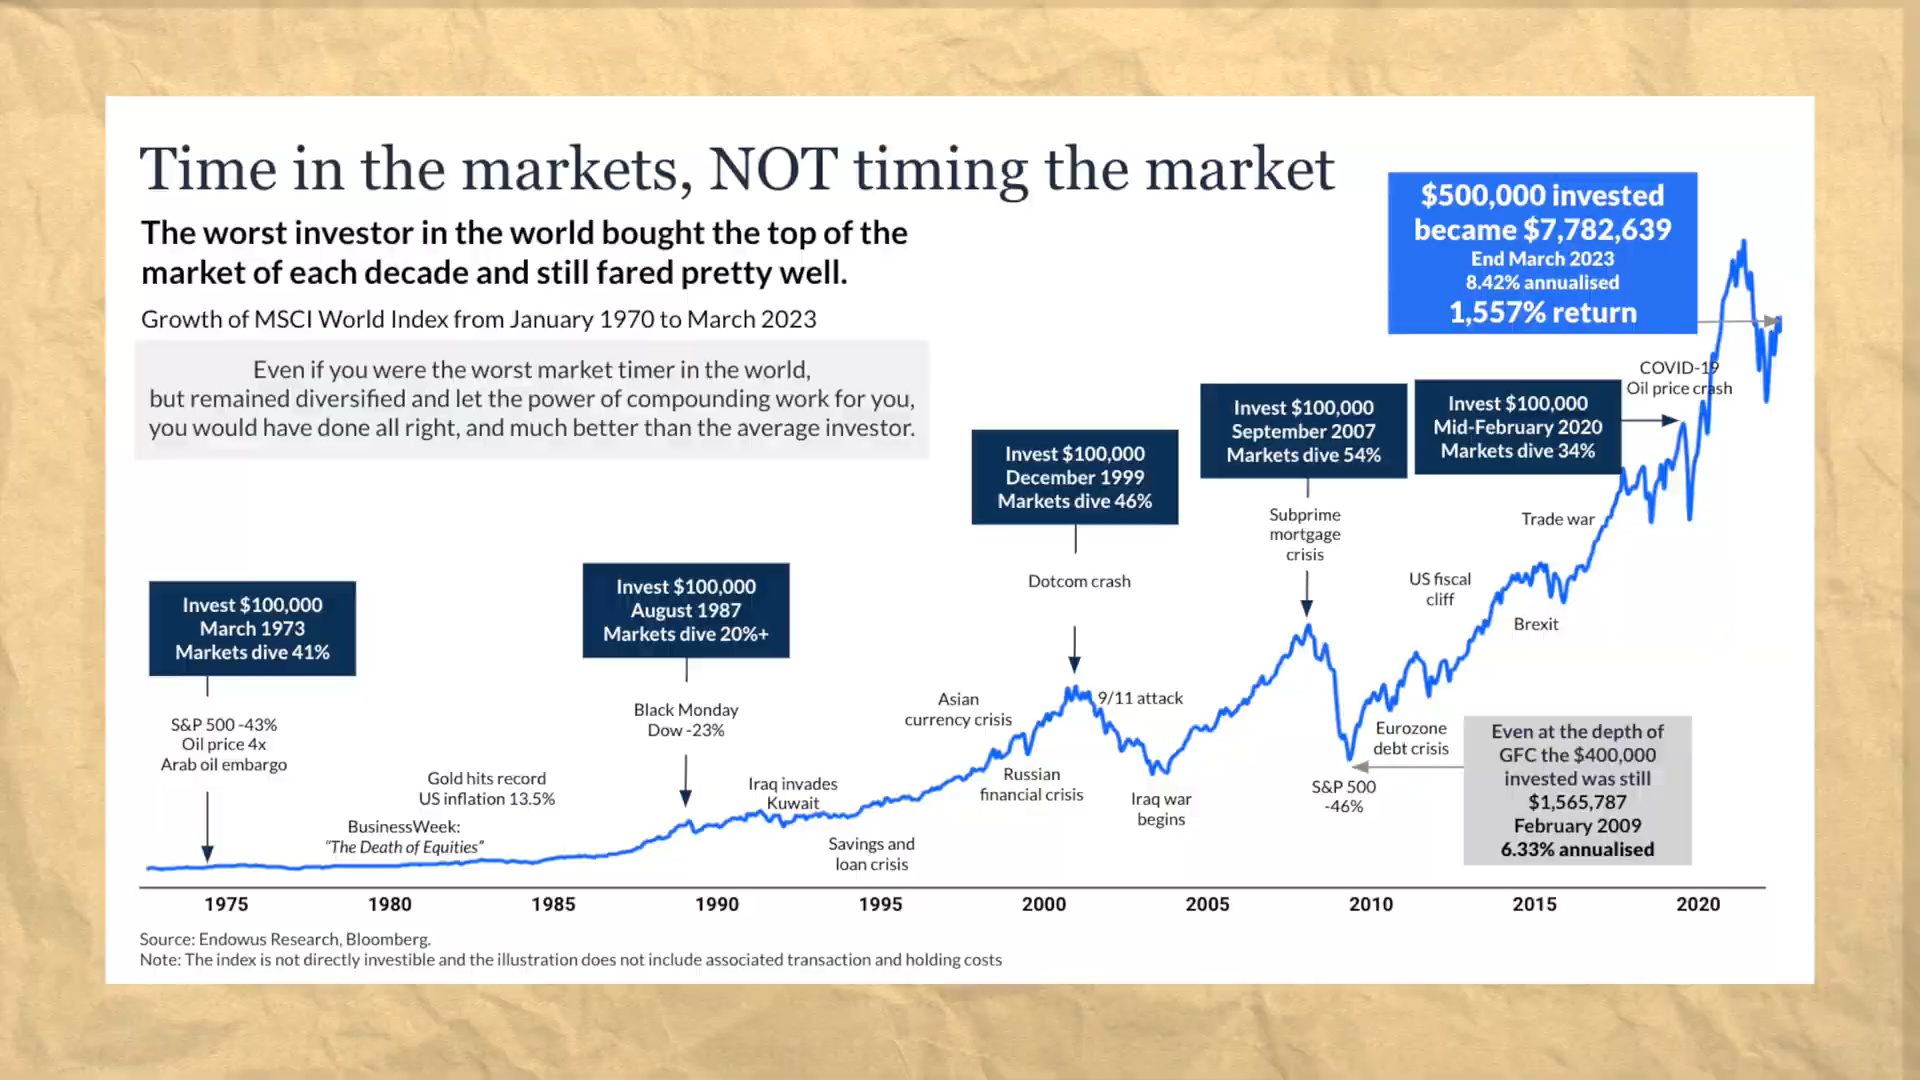 Time in the markets, NOT timing the market
The worst investor in the world bought the top of the
market of each decade and still fared pretty well.
Growth of MSCI World Index from January 1970 to March 2023
Even if you were the worst market timer in the world,
but remained diversified and let the power of compounding work for you,
you would have done all right, and much better than the average investor.
$500,000 invested
became $7,782,639
End March 2023
8.42% annualised
1,557% return
COVID-19
Oil price crash
Invest $100,000
Mid-February 2020
Markets dive 34%
Invest $100,000
September 2007
Markets dive 54%
Subprime
mortgage
crisis
Invest $100,000
December 1999
Markets dive 46%
Dotcom crash
Invest $100,000
August 1987
Markets dive 20%+
Black Monday
Dow -23%
Invest $100,000
March 1973
Markets dive 41%
S&P 500 -43%
Oil price 4x
Arab oil embargo
Gold hits record
US inflation 13.5%
BusinessWeek:
"The Death of Equities"
Iraq invades
Kuwait
Savings and
loan crisis
Asian
currency crisis
Russian
financial crisis
9/11 attack
Iraq war
begins
S&P 500
-46%
Eurozone
debt crisis
US fiscal
cliff
Brexit
Trade war
Even at the depth of
GFC the $400,000
invested was still
$1,565,787
February 2009
6.33% annualised
1975 1980 1985 1990 1995 2000 2005 2010 2015 2020
Source: Endowus Research, Bloomberg.
Note: The index is not directly investible and the illustration does not include associated transaction and holding costs